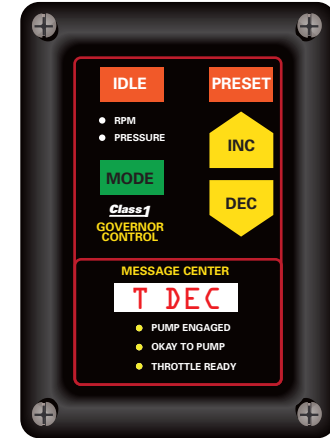 IDLE
PRESET
RPM
PRESSURE
INC
MODE
DEC
Class1
GOVERNOR
CONTROL
MESSAGE CENTER
T DEC
PUMP ENGAGED
OKAY TO PUMP
THROTTLE READY